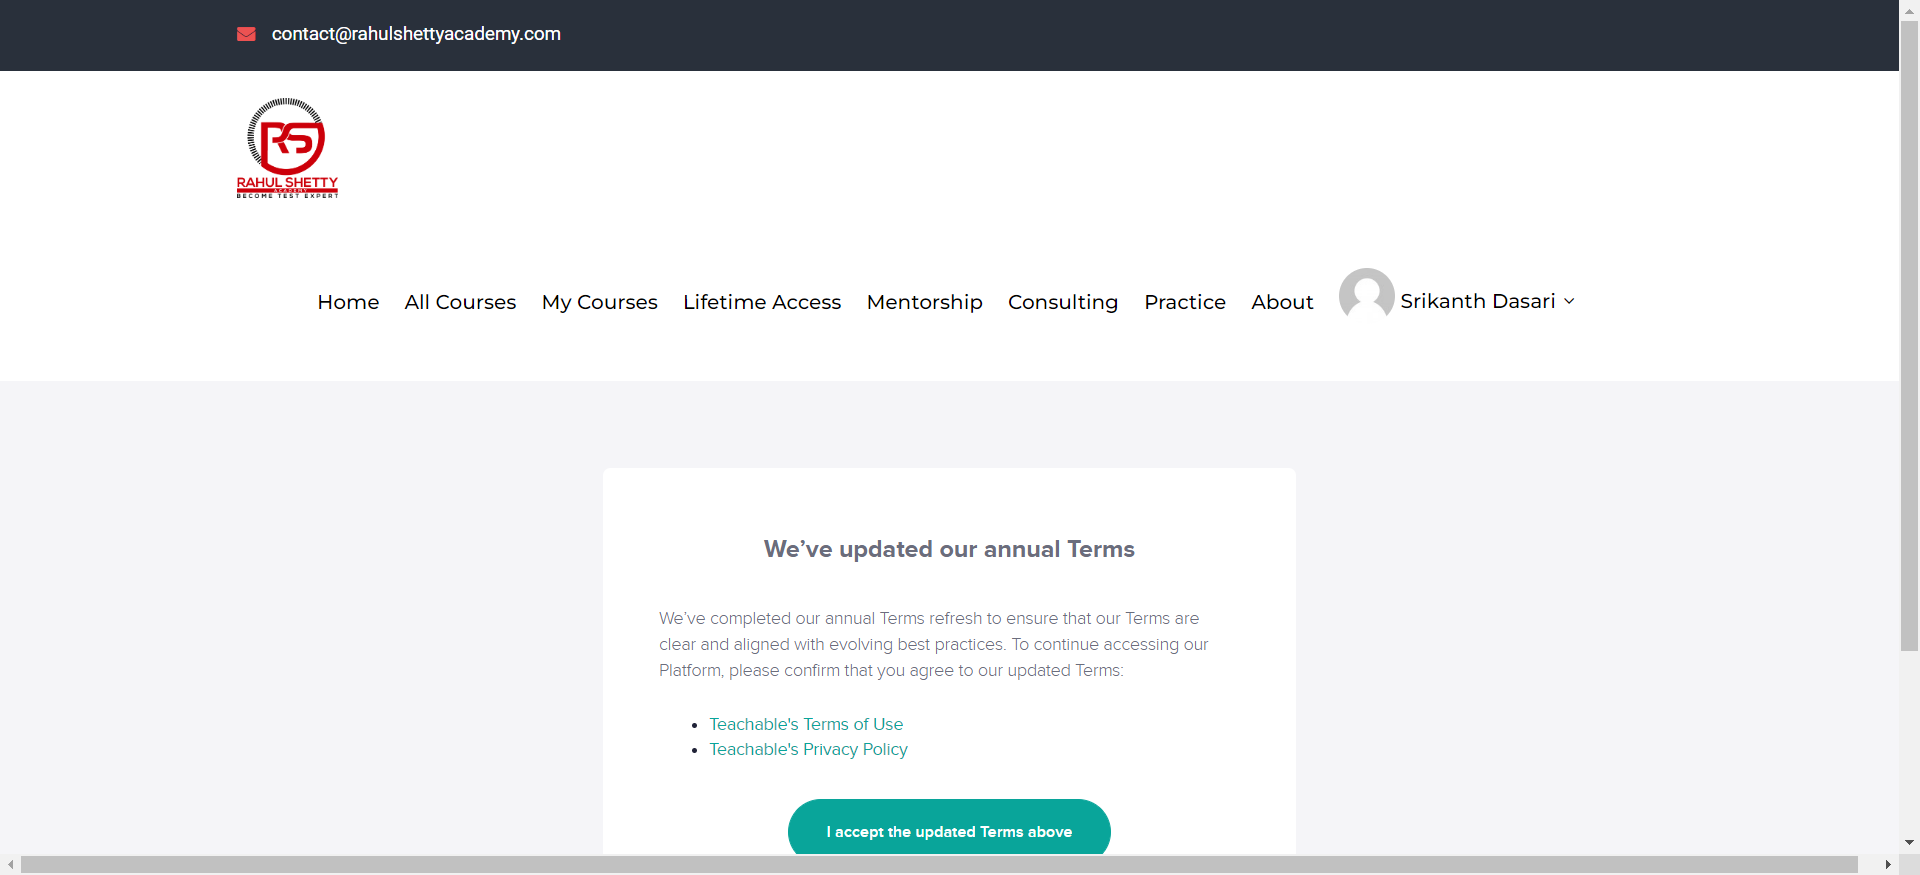 contact@rahulshettyacademy.com
RS
RAHUL SHETTY
ACADEMY
BECOME TEST EXPERT
Home All Courses My Courses Lifetime Access Mentorship Consulting Practice About Srikanth Dasari
We’ve updated our annual Terms
We’ve completed our annual Terms refresh to ensure that our Terms are
clear and aligned with evolving best practices. To continue accessing our
Platform, please confirm that you agree to our updated Terms:
Teachable's Terms of Use
Teachable's Privacy Policy
I accept the updated Terms above